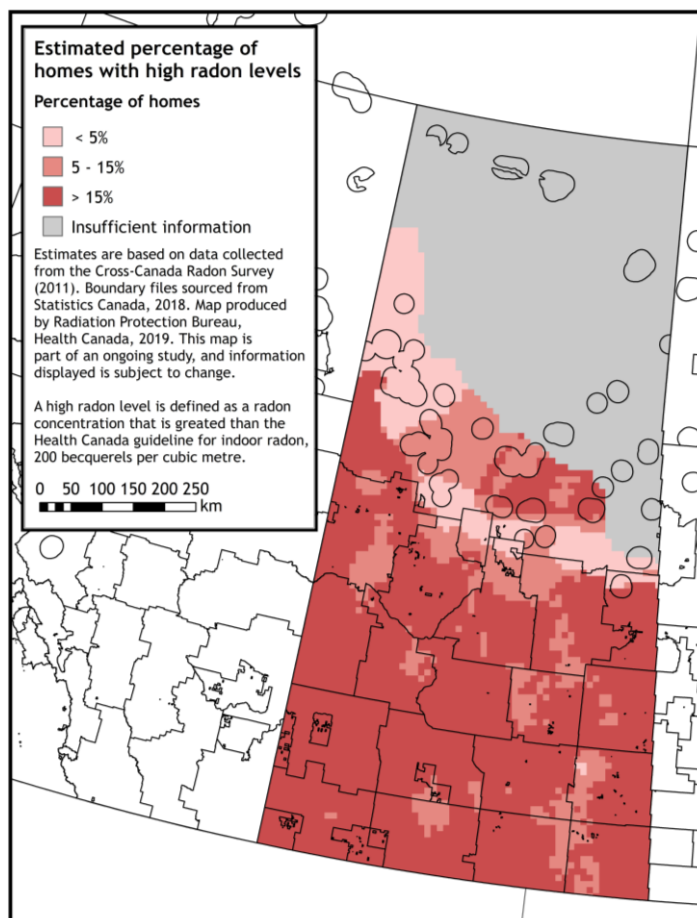 Estimated percentage of
homes with high radon levels
Percentage of homes
< 5%
5 - 15%
> 15%
Insufficient information
Estimates are based on data collected
from the Cross-Canada Radon Survey
(2011). Boundary files sourced from
Statistics Canada, 2018. Map produced
by Radiation Protection Bureau,
Health Canada, 2019. This map is
part of an ongoing study, and information
displayed is subject to change.
A high radon level is defined as a radon
concentration that is greated than the
Health Canada guideline for indoor radon,
200 becquerels per cubic metre.
0 50 100 150 200 250
km